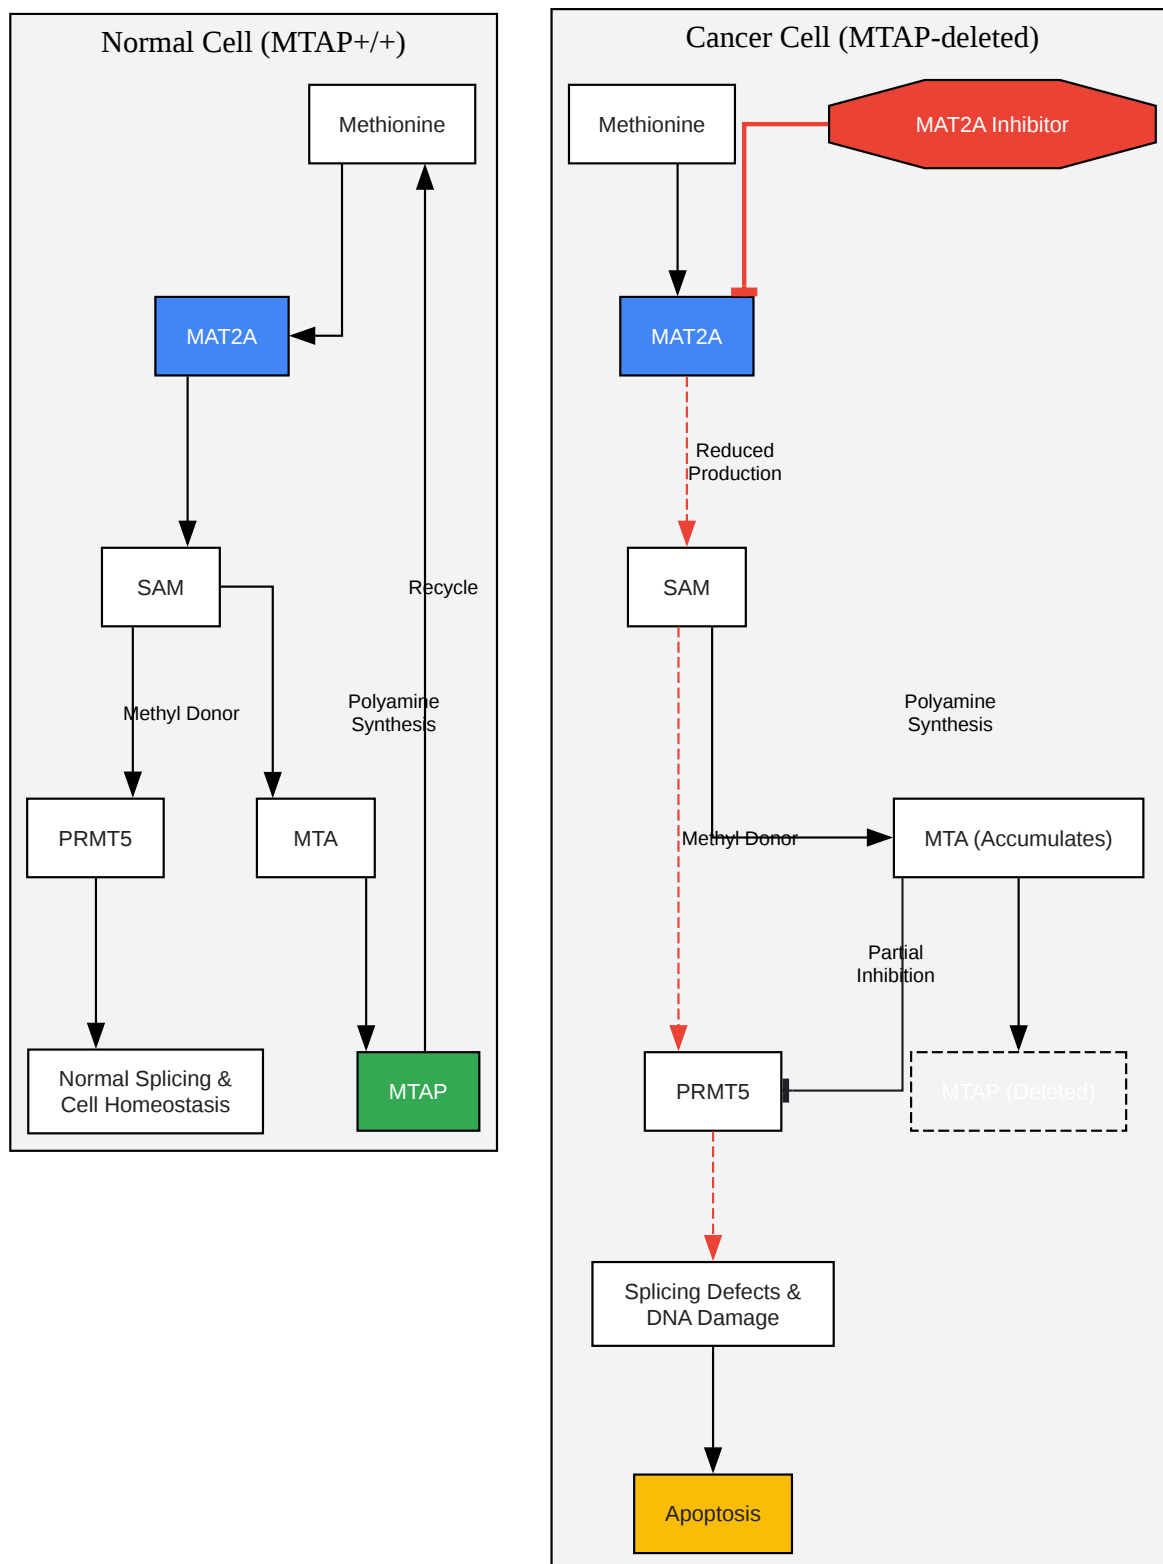 Normal Cell (MTAP+/+)
Methionine
MAT2A
SAM
Recycle
Methyl Donor
Polyamine
Synthesis
PRMT5
MTA
Normal Splicing &
Cell Homeostasis
MTAP
Cancer Cell (MTAP-deleted)
Methionine
MAT2A Inhibitor
MAT2A
Reduced
Production
SAM
Polyamine
Synthesis
Methyl Donor
MTA (Accumulates)
Partial
Inhibition
PRMT5
MTAP (Deleted)
Splicing Defects &
DNA Damage
Apoptosis